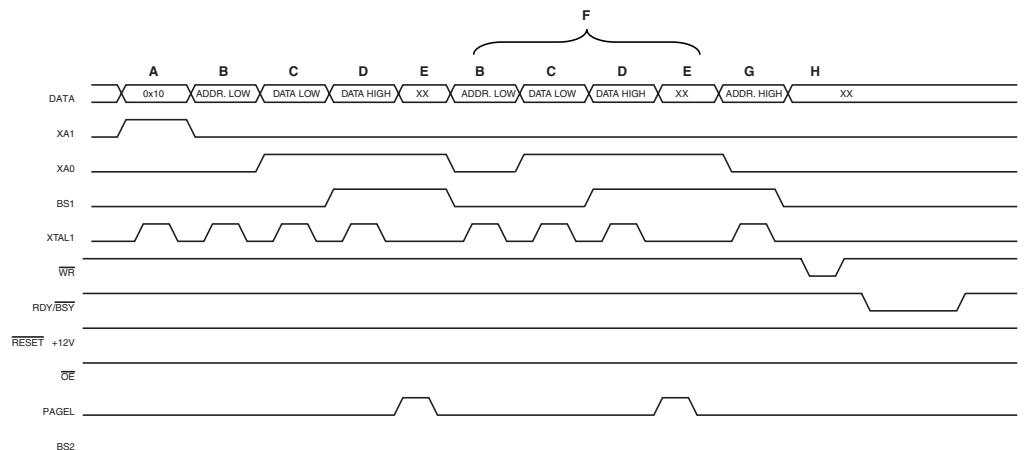 F
A B C D E B C D E G H
DATA 0x10 ADDR. LOW DATA LOW DATA HIGH XX ADDR. LOW DATA LOW DATA HIGH XX ADDR. HIGH XX
XA1
XA0
BS1
XTAL1
WR
RDY/BSY
RESET +12V
OE
PAGEL
BS2